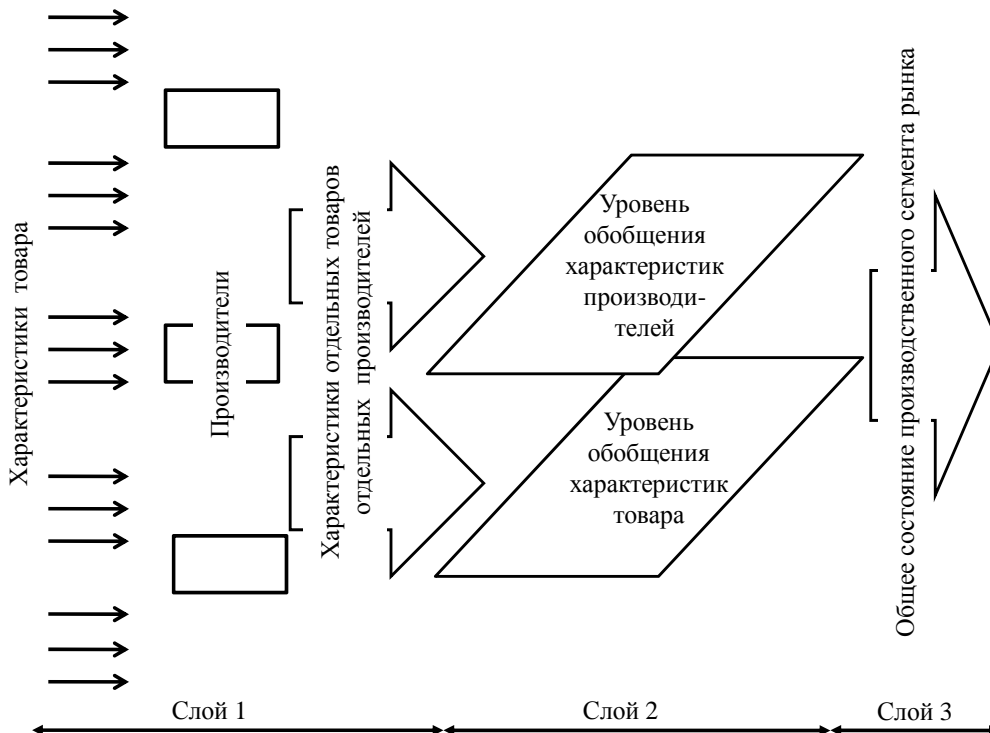 Характеристики товара
Производители
Характеристики отдельных товаров
отдельных производителей
Уровень
обобщения
характеристик
производи-
телей
Уровень
обобщения
характеристик
товара
Общее состояние производственного сегмента рынка
Слой 1
Слой 2
Слой 3